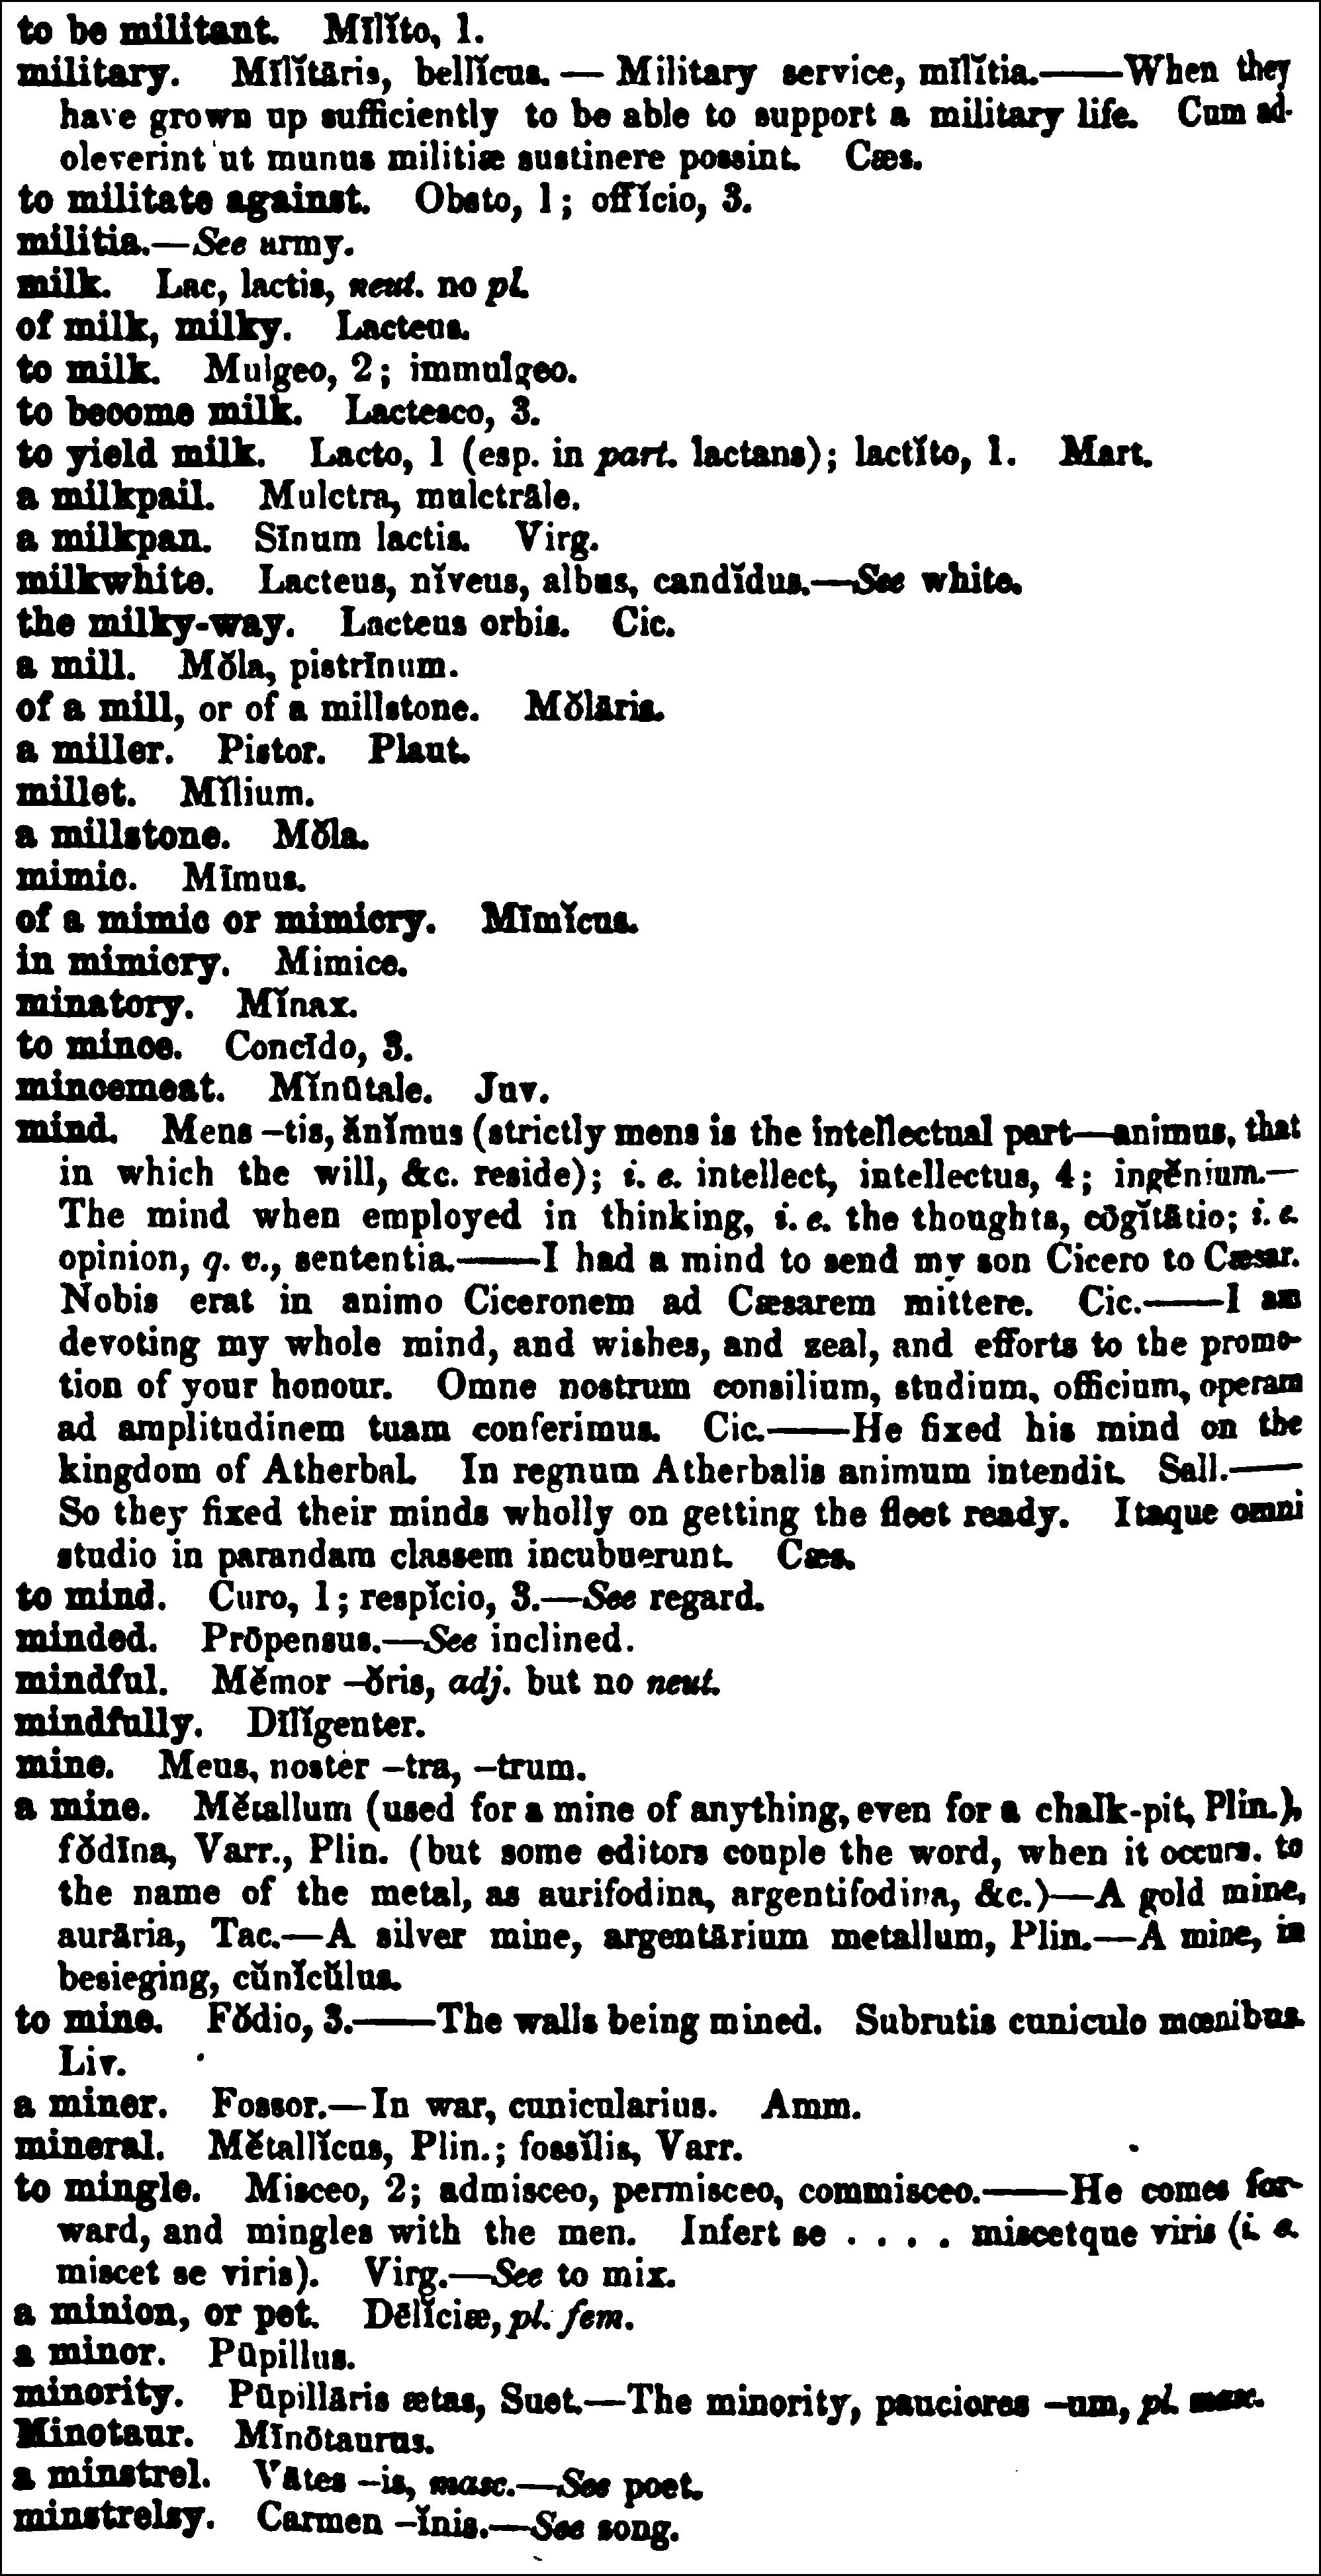 to be militant. Mīlĭto, 1.
military. Mīlĭtāris, bellĭcus. — Military service, mīlĭtia.——When they
have grown up sufficiently to be able to support a military life. Cum ad-
oleverint ut munus militiæ sustinere possint. Cæs.
to militate against. Obsto, 1; offĭcio, 3.
militia.—See army.
milk. Lac, lactis, neut. no pl.
of milk, milky. Lacteus.
to milk. Mulgeo, 2; immulgeo.
to become milk. Lactesco, 3.
to yield milk. Lacto, 1 (esp. in part. lactans); lactĭto, 1. Mart.
a milkpail. Mulctra, mulctrāle.
a milkpan. Sīnum lactis. Virg.
milkwhite. Lacteus, nĭveus, albus, candĭdus.—See white.
the milky-way. Lacteus orbis. Cic.
a mill. Mŏla, pistrīnum.
of a mill, or of a millstone. Mŏlāris.
a miller. Pistor. Plaut.
millet. Mĭlium.
a millstone. Mŏla.
mimic. Mīmus.
of a mimic or mimicry. Mīmĭcus.
in mimicry. Mimice.
minatory. Mĭnax.
to mince. Concīdo, 3.
mincemeat. Mĭnūtale. Juv.
mind. Mens –tis, ănĭmus (strictly mens is the intellectual part—animus, that
in which the will, &c. reside); i. e. intellect, intellectus, 4; ingĕnium.—
The mind when employed in thinking, i. e. the thoughts, cōgĭtātio; i. e.
opinion, q. v., sententia.——I had a mind to send my son Cicero to Cæsar.
Nobis erat in animo Ciceronem ad Cæsarem mittere. Cic.——I am
devoting my whole mind, and wishes, and zeal, and efforts to the promo-
tion of your honour. Omne nostrum consilium, studium, officium, operam
ad amplitudinem tuam conferimus. Cic.——He fixed his mind on the
kingdom of Atherbal. In regnum Atherbalis animum intendit. Sall.——
So they fixed their minds wholly on getting the fleet ready. Itaque omni
studio in parandam classem incubuerunt. Cæs.
to mind. Curo, 1; respĭcio, 3.—See regard.
minded. Prōpensus.—See inclined.
mindful. Mĕmor –ŏris, adj. but no neut.
mindfully. Dīlĭgenter.
mine. Meus, noster –tra, –trum.
a mine. Mĕtallum (used for a mine of anything, even for a chalk-pit, Plin.),
fŏdīna, Varr., Plin. (but some editors couple the word, when it occurs, to
the name of the metal, as aurifodina, argentifodina, &c.)—A gold mine,
aurāria, Tac.—A silver mine, argentārium metallum, Plin.—A mine, in
besieging, cŭnĭcŭlus.
to mine. Fŏdio, 3.——The walls being mined. Subrutis cuniculo mœnibus.
Liv.
a miner. Fossor.—In war, cunicularius. Amm.
mineral. Mĕtallĭcus, Plin.; fossĭlis, Varr.
to mingle. Misceo, 2; admisceo, permisceo, commisceo.——He comes for-
ward, and mingles with the men. Infert se . . . . miscetque viris (i. e.
miscet se viris). Virg.—See to mix.
a minion, or pet. Dēlĭciæ, pl. fem.
a minor. Pūpillus.
minority. Pūpillāris ætas, Suet.—The minority, pauciores –um, pl. masc.
Minotaur. Mīnōtaurus.
a minstrel. Vātes –is, masc.—See poet.
minstrelsy. Carmen –ĭnis.—See song.